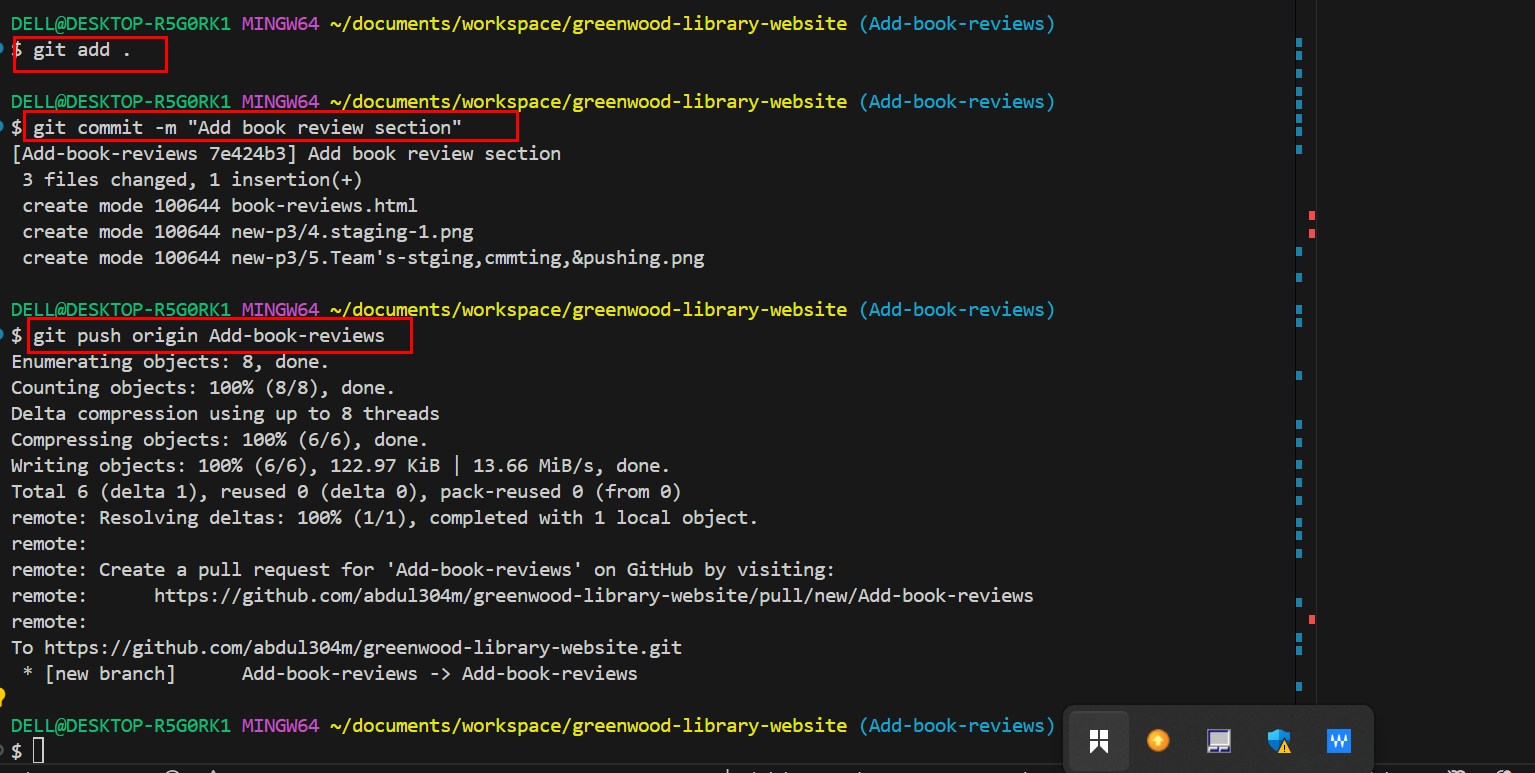 DELL@DESKTOP-R5G0RK1 MINGW64 ~/documents/workspace/greenwood-library-website (Add-book-reviews)
$ git add .
DELL@DESKTOP-R5G0RK1 MINGW64 ~/documents/workspace/greenwood-library-website (Add-book-reviews)
$ git commit -m "Add book review section"
[Add-book-reviews 7e424b3] Add book review section
 3 files changed, 1 insertion(+)
 create mode 100644 book-reviews.html
 create mode 100644 new-p3/4.staging-1.png
 create mode 100644 new-p3/5.Team's-stging,cmmting,&pushing.png
DELL@DESKTOP-R5G0RK1 MINGW64 ~/documents/workspace/greenwood-library-website (Add-book-reviews)
$ git push origin Add-book-reviews
Enumerating objects: 8, done.
Counting objects: 100% (8/8), done.
Delta compression using up to 8 threads
Compressing objects: 100% (6/6), done.
Writing objects: 100% (6/6), 122.97 KiB | 13.66 MiB/s, done.
Total 6 (delta 1), reused 0 (delta 0), pack-reused 0 (from 0)
remote: Resolving deltas: 100% (1/1), completed with 1 local object.
remote:
remote: Create a pull request for 'Add-book-reviews' on GitHub by visiting:
remote:      https://github.com/abdul304m/greenwood-library-website/pull/new/Add-book-reviews
remote:
To https://github.com/abdul304m/greenwood-library-website.git
 * [new branch]      Add-book-reviews -> Add-book-reviews
DELL@DESKTOP-R5G0RK1 MINGW64 ~/documents/workspace/greenwood-library-website (Add-book-reviews)
$